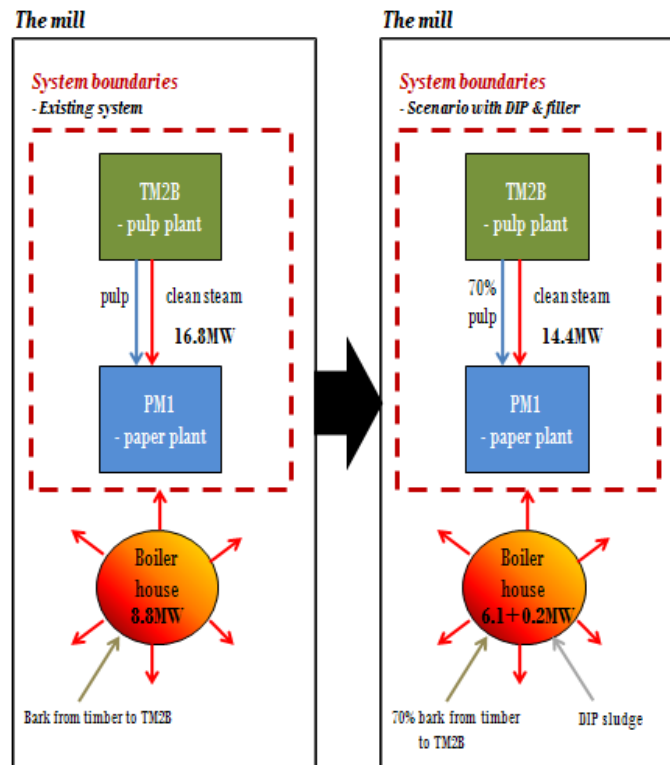 The mill
System boundaries
- Existing system
TM2B
- pulp plant
pulp
clean steam
16.8MW
PM1
- paper plant
Boiler
house
8.8MW
Bark from timber to TM2B
The mill
System boundaries
- Scenario with DIP & filler
TM2B
- pulp plant
70%
pulp
clean steam
14.4MW
PM1
- paper plant
Boiler
house
6.1+0.2MW
70% bark from timber
to TM2B
DIP sludge